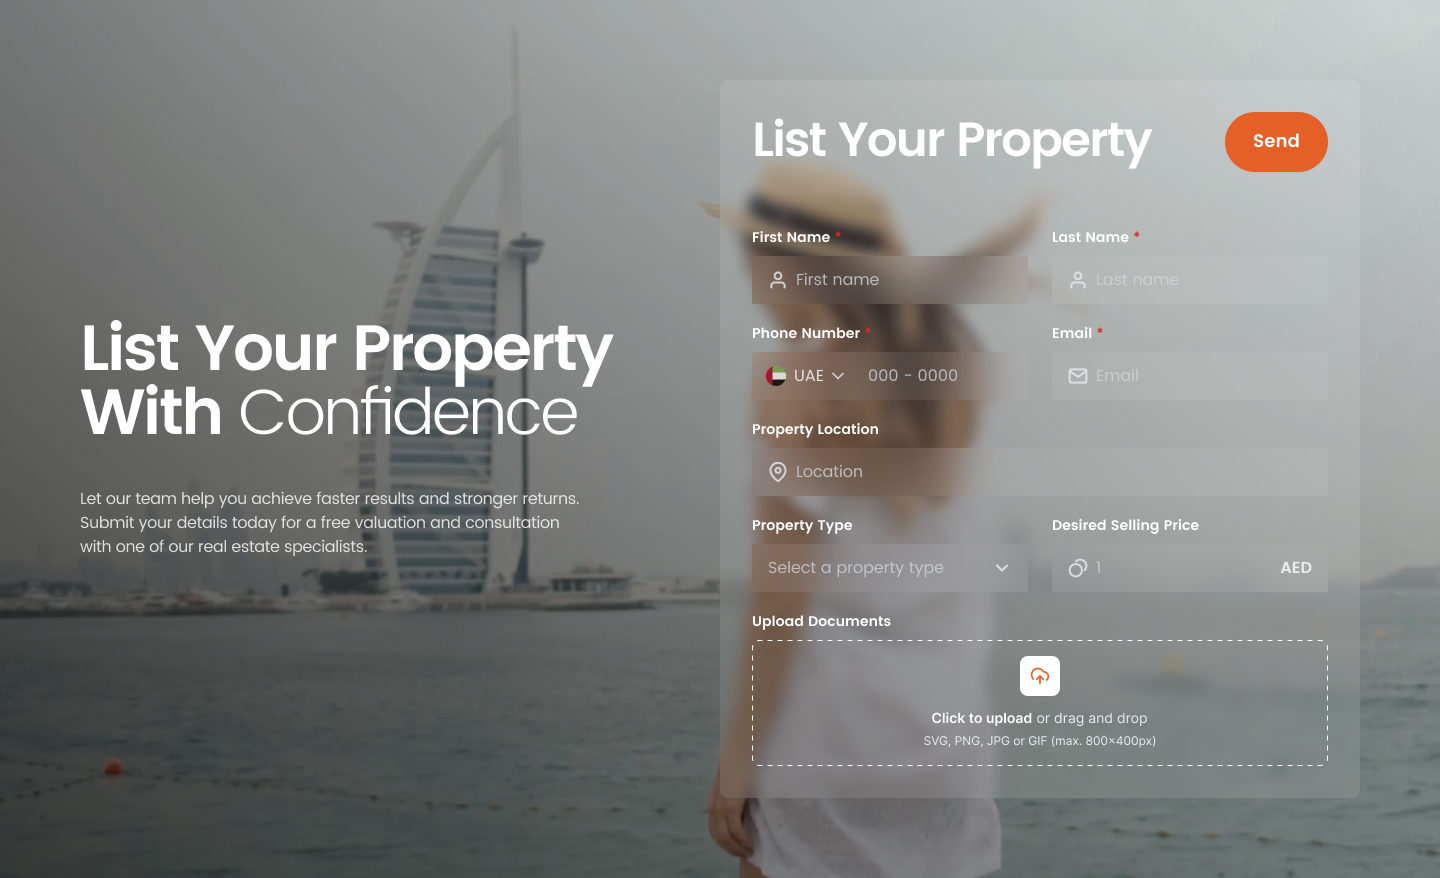 List Your Property
With Confidence
Let our team help you achieve faster results and stronger returns.
Submit your details today for a free valuation and consultation
with one of our real estate specialists.
List Your Property
Send
First Name *
Last Name *
First name
Last name
Phone Number *
Email *
UAE
000 - 0000
Email
Property Location
Location
Property Type
Desired Selling Price
Select a property type
1
AED
Upload Documents
Click to upload or drag and drop
SVG, PNG, JPG or GIF (max. 800×400px)